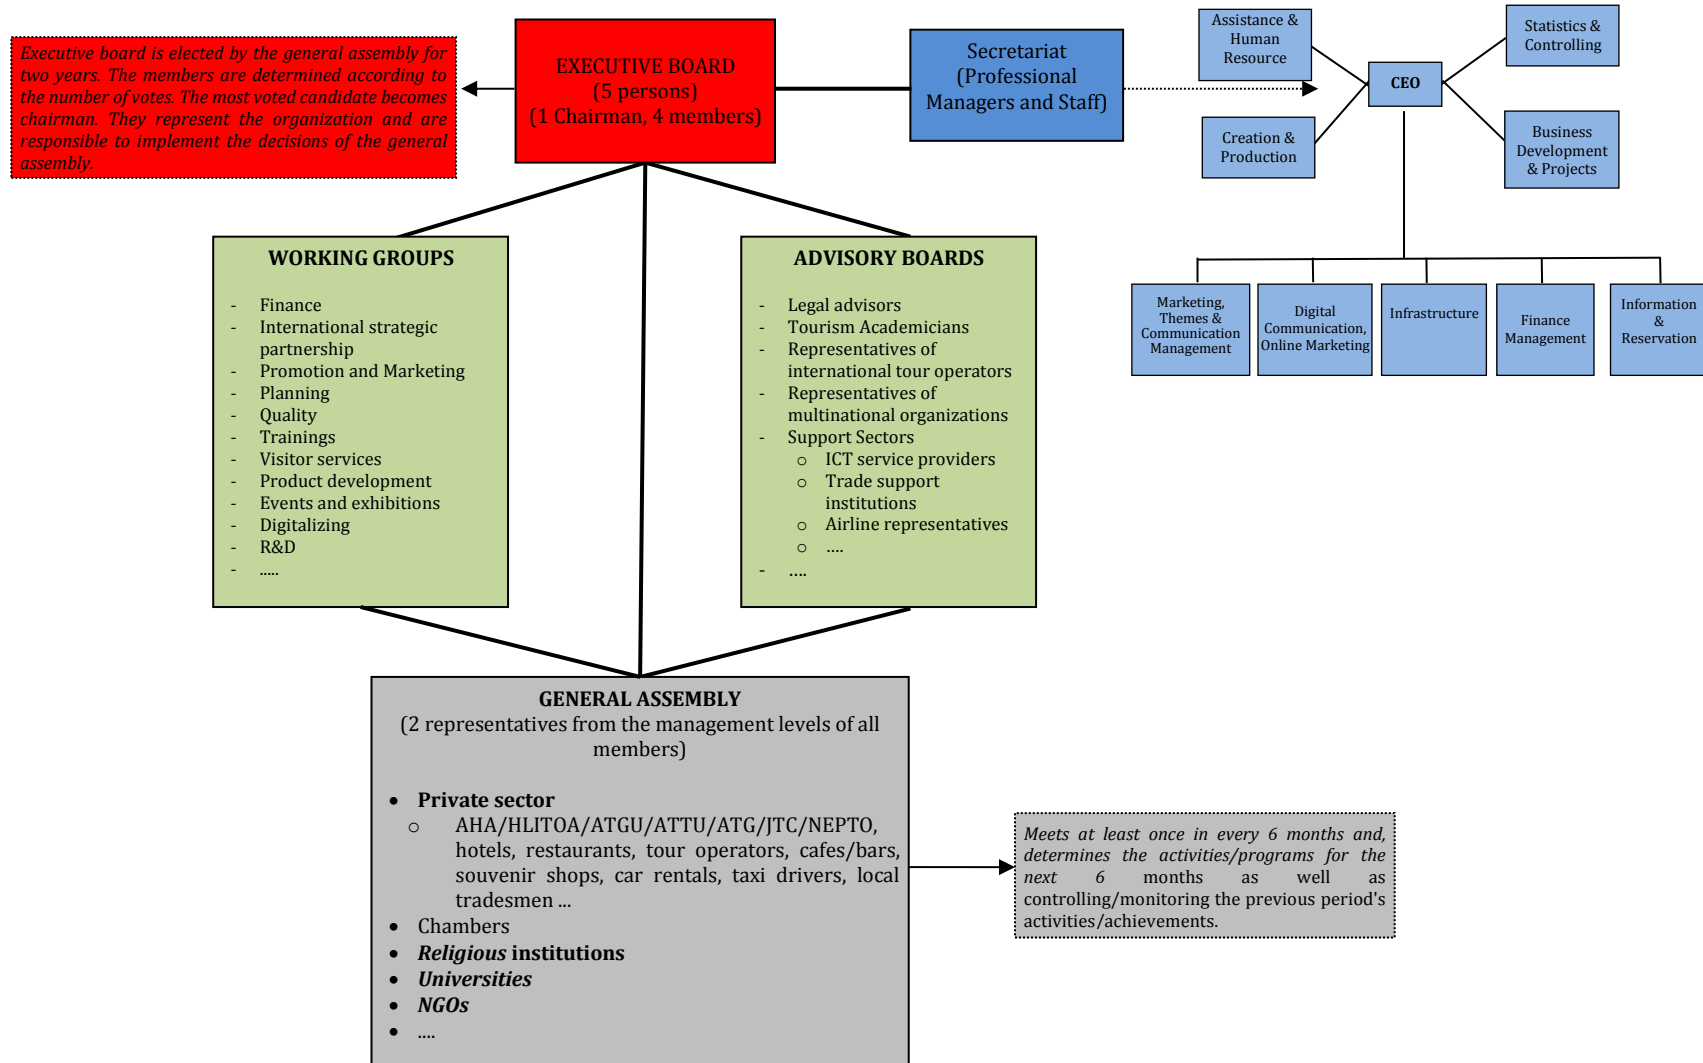 Executive board is elected by the general assembly for
two years. The members are determined according to
the number of votes. The most voted candidate becomes
chairman. They represent the organization and are
responsible to implement the decisions of the general
assembly.
EXECUTIVE BOARD
(5 persons)
(1 Chairman, 4 members)
Secretariat
(Professional
Managers and Staff)
Assistance &
Human
Resource
Statistics &
Controlling
CEO
Creation &
Production
Business
Development
& Projects
Marketing,
Themes &
Communication
Management
Digital
Communication,
Online Marketing
Infrastructure
Finance
Management
Information
&
Reservation
WORKING GROUPS
- Finance
- International strategic
partnership
- Promotion and Marketing
- Planning
- Quality
- Trainings
- Visitor services
- Product development
- Events and exhibitions
- Digitalizing
- R&D
- .....
ADVISORY BOARDS
- Legal advisors
- Tourism Academicians
- Representatives of
international tour operators
- Representatives of
multinational organizations
- Support Sectors
o ICT service providers
o Trade support
institutions
o Airline representatives
o ....
- ....
GENERAL ASSEMBLY
(2 representatives from the management levels of all
members)
• Private sector
o AHA/HLITOA/ATGU/ATTU/ATG/JTC/NEPTO,
hotels, restaurants, tour operators, cafes/bars,
souvenir shops, car rentals, taxi drivers, local
tradesmen ...
• Chambers
• Religious institutions
• Universities
• NGOs
• ....
Meets at least once in every 6 months and,
determines the activities/programs for the
next 6 months as well as
controlling/monitoring the previous period's
activities/achievements.